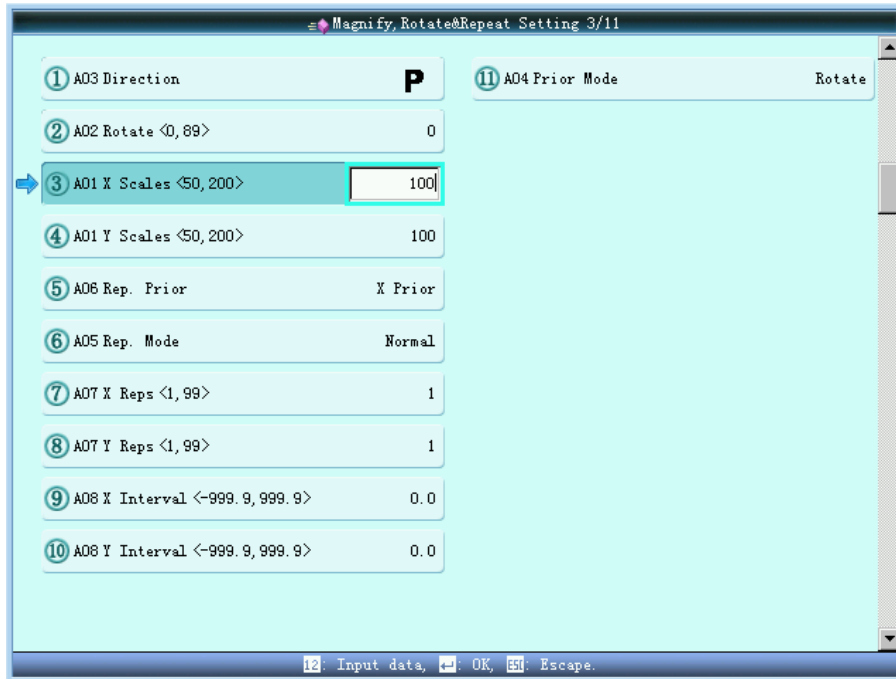 Magnify, Rotate&Repeat Setting 3/11
① A03 Direction P
② A02 Rotate <0, 89> 0
③ A01 X Scales <50, 200> 100
④ A01 Y Scales <50, 200> 100
⑤ A06 Rep. Prior X Prior
⑥ A05 Rep. Mode Normal
⑦ A07 X Reps <1, 99> 1
⑧ A07 Y Reps <1, 99> 1
⑨ A08 X Interval <-999.9, 999.9> 0.0
⑩ A08 Y Interval <-999.9, 999.9> 0.0
⑪ A04 Prior Mode Rotate
12: Input data, ↵: OK, ESC: Escape.